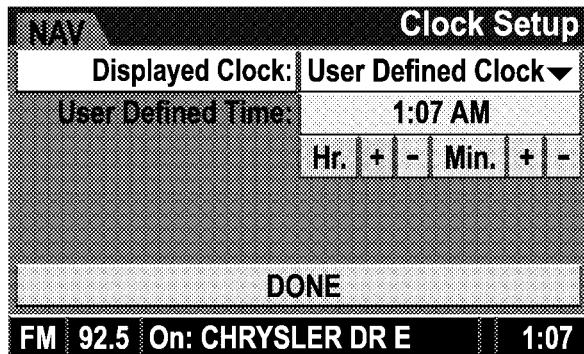 NAV Clock Setup
Displayed Clock: User Defined Clock
User Defined Time: 1:07 AM
Hr. + - Min. + -
DONE
FM 92.5 On: CHRYSLER DR E 1:07